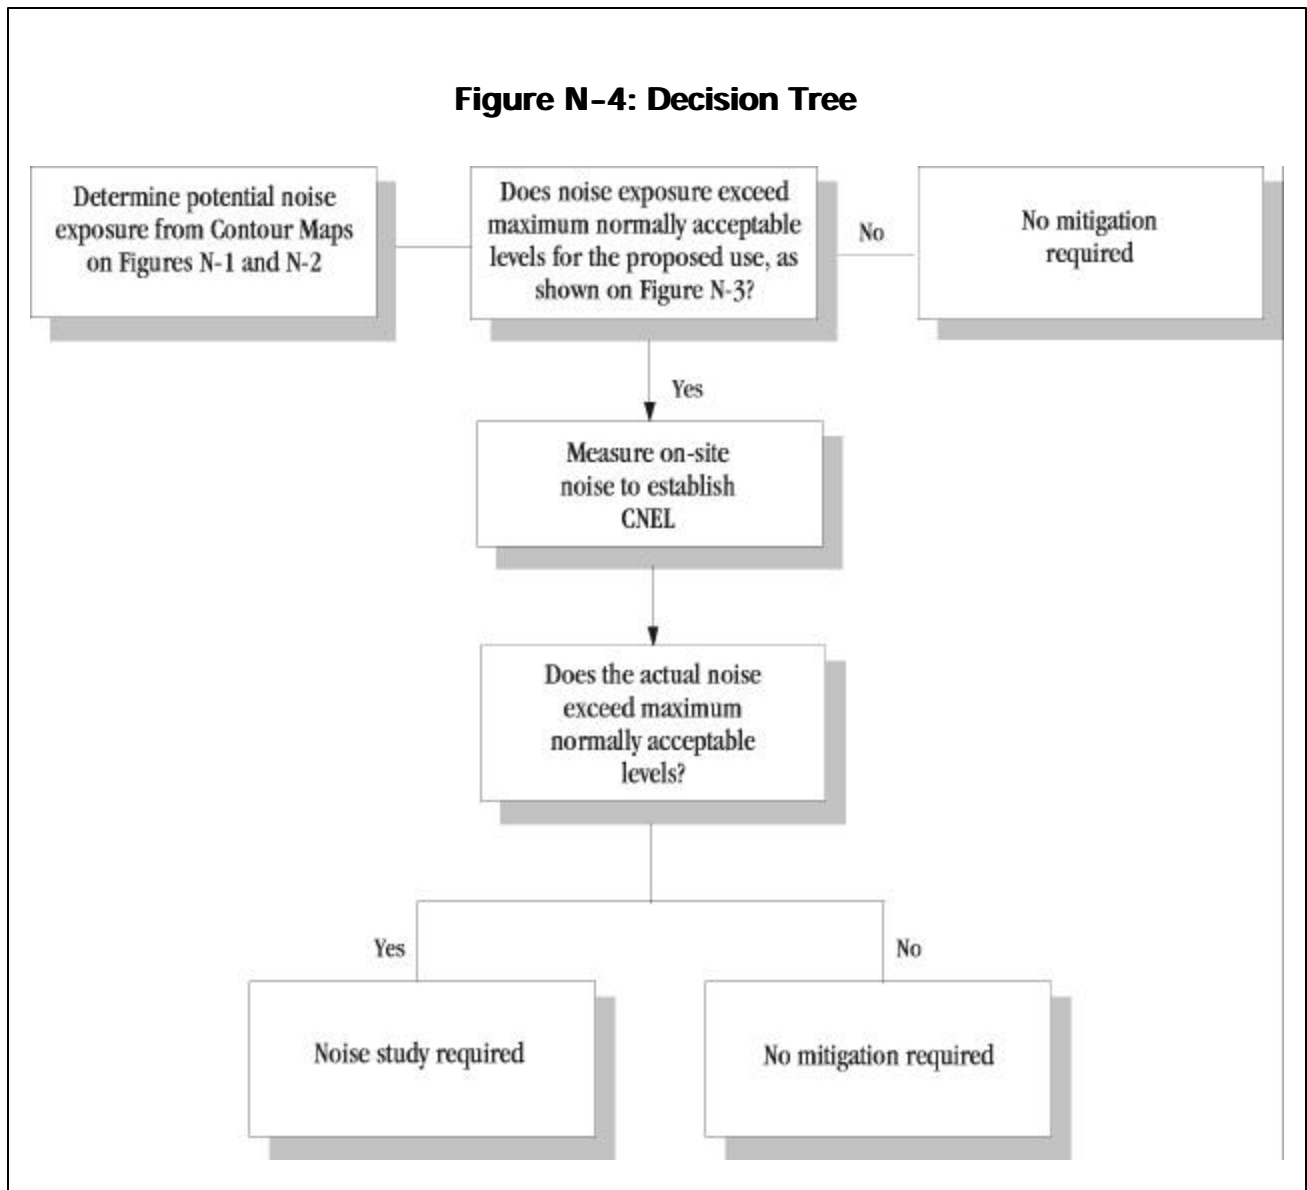 Figure N-4: Decision Tree
Determine potential noise
exposure from Contour Maps
on Figures N-1 and N-2
Does noise exposure exceed
maximum normally acceptable
levels for the proposed use, as
shown on Figure N-3?
No
No mitigation
required
Yes
Measure on-site
noise to establish
CNEL
Does the actual noise
exceed maximum
normally acceptable
levels?
Yes
No
Noise study required
No mitigation required